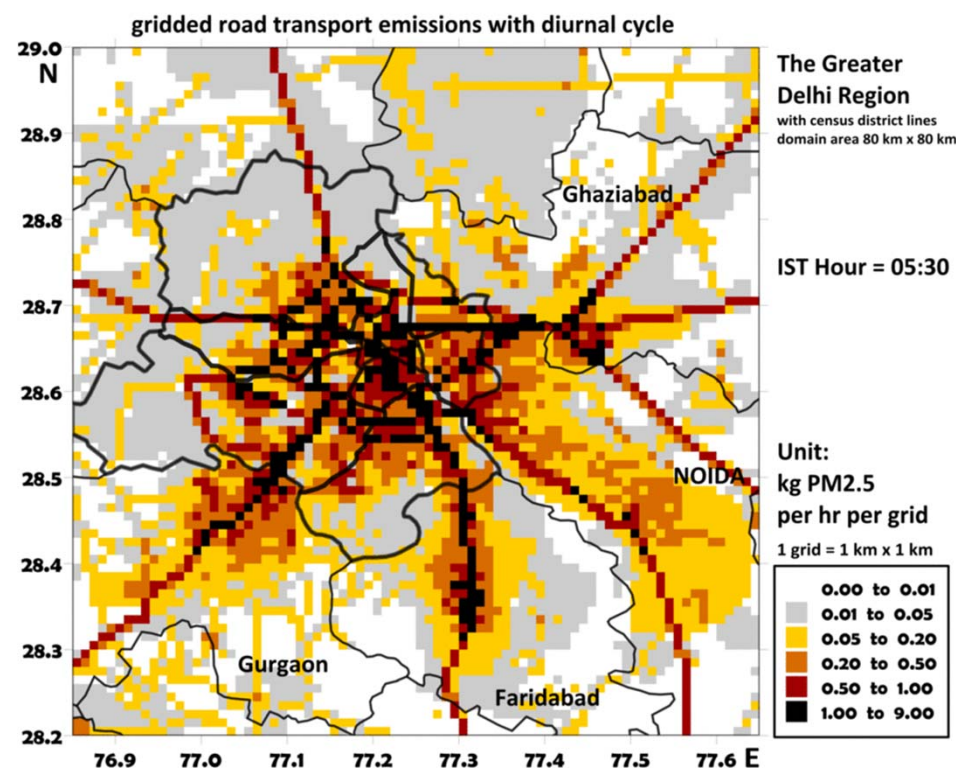 gridded road transport emissions with diurnal cycle
29.0
N
28.9
28.8
28.7
28.6
28.5
28.4
28.3
28.2
76.9 77.0 77.1 77.2 77.3 77.4 77.5 77.6 E
Ghaziabad
NOIDA
Gurgaon
Faridabad
The Greater
Delhi Region
with census district lines
domain area 80 km x 80 km
IST Hour = 05:30
Unit:
kg PM2.5
per hr per grid
1 grid = 1 km x 1 km
0.00 to 0.01
0.01 to 0.05
0.05 to 0.20
0.20 to 0.50
0.50 to 1.00
1.00 to 9.00